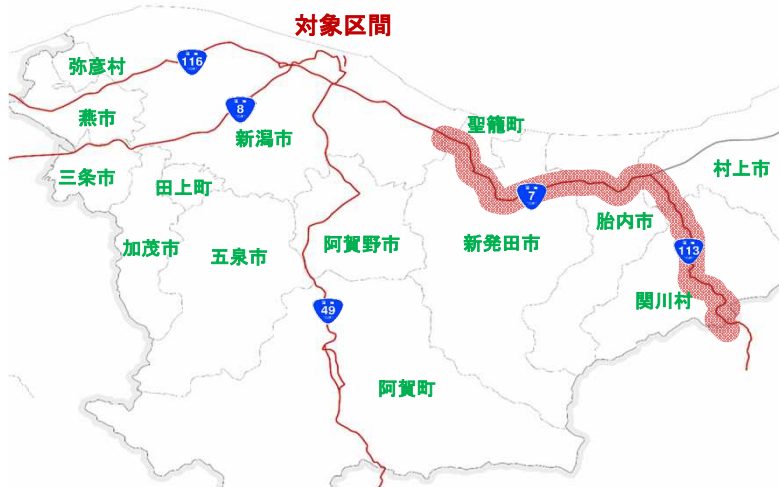 対象区間
弥彦村
116
燕市
8
新潟市
聖籠町
三条市
田上町
村上市
7
胎内市
加茂市
五泉市
阿賀野市
新発田市
113
関川村
49
阿賀町